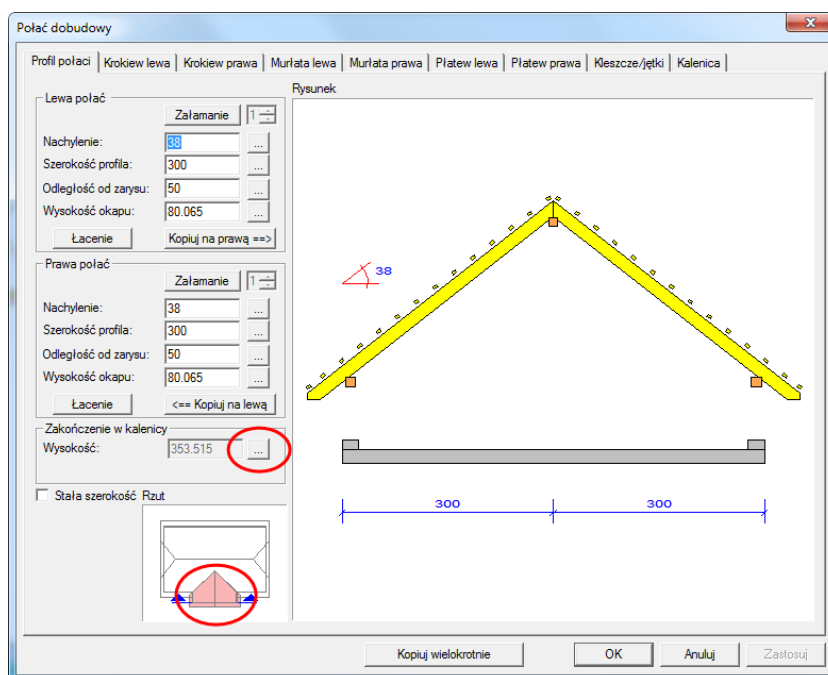 Połać dobudowy
Profil połaci Krokiew lewa Krokiew prawa Murłata lewa Murłata prawa Płatew lewa Płatew prawa Kleszcze/jętki Kalenica
Lewa połać
Załamanie 1
Nachylenie: 38 ...
Szerokość profila: 300 ...
Odległość od zarysu: 50 ...
Wysokość okapu: 80.065 ...
Łacenie Kopiuj na prawą ==>
Prawa połać
Załamanie 1
Nachylenie: 38 ...
Szerokość profila: 300 ...
Odległość od zarysu: 50 ...
Wysokość okapu: 80.065 ...
Łacenie <== Kopiuj na lewą
Zakończenie w kalenicy
Wysokość: 353.515 ...
Stała szerokość Rzut
Rysunek
38
300 300
Kopiuj wielokrotnie OK Anuluj Zastosuj